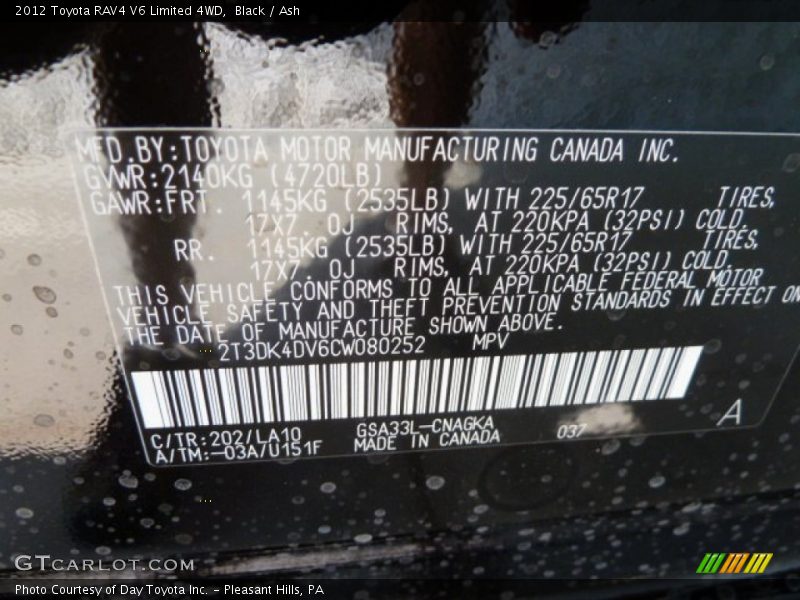 2012 Toyota RAV4 V6 Limited 4WD, Black / Ash
MFD.BY:TOYOTA MOTOR MANUFACTURING CANADA INC.
GVWR:2140KG (4720LB)
GAWR:FRT. 1145KG (2535LB) WITH 225/65R17 TIRES,
17X7. 0J RIMS, AT 220KPA (32PSI) COLD.
RR. 1145KG (2535LB) WITH 225/65R17 TIRES,
17X7. 0J RIMS, AT 220KPA (32PSI) COLD.
THIS VEHICLE CONFORMS TO ALL APPLICABLE FEDERAL MOTOR
VEHICLE SAFETY AND THEFT PREVENTION STANDARDS IN EFFECT ON
THE DATE OF MANUFACTURE SHOWN ABOVE.
2T3DK4DV6CW080252 MPV
C/TR:202/LA10 GSA33L-CNAGKA 037 A
A/TM:-03A/U151F MADE IN CANADA
GTCARLOT.COM
Photo Courtesy of Day Toyota Inc. - Pleasant Hills, PA